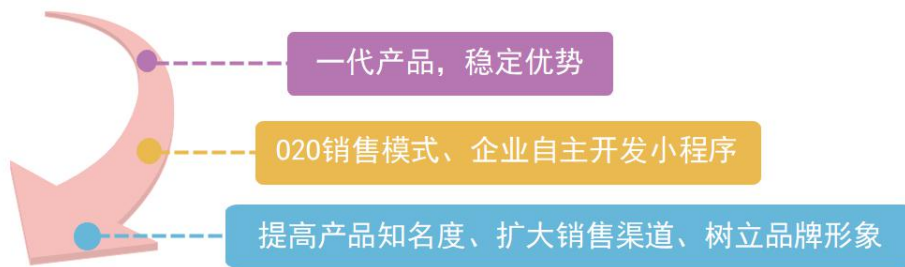 一代产品，稳定优势
O2O销售模式、企业自主开发小程序
提高产品知名度、扩大销售渠道、树立品牌形象